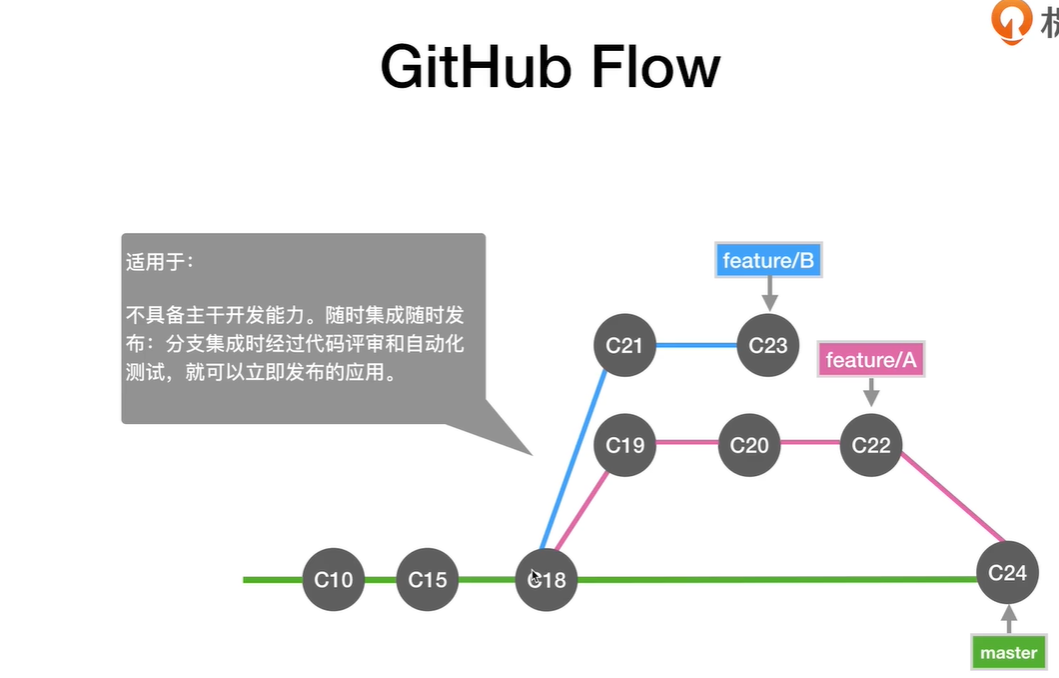 GitHub Flow
适用于：
不具备主干开发能力。随时集成随时发
布：分支集成时经过代码评审和自动化
测试，就可以立即发布的应用。
feature/B
C21
C23
feature/A
C19
C20
C22
C10
C15
C18
C24
master